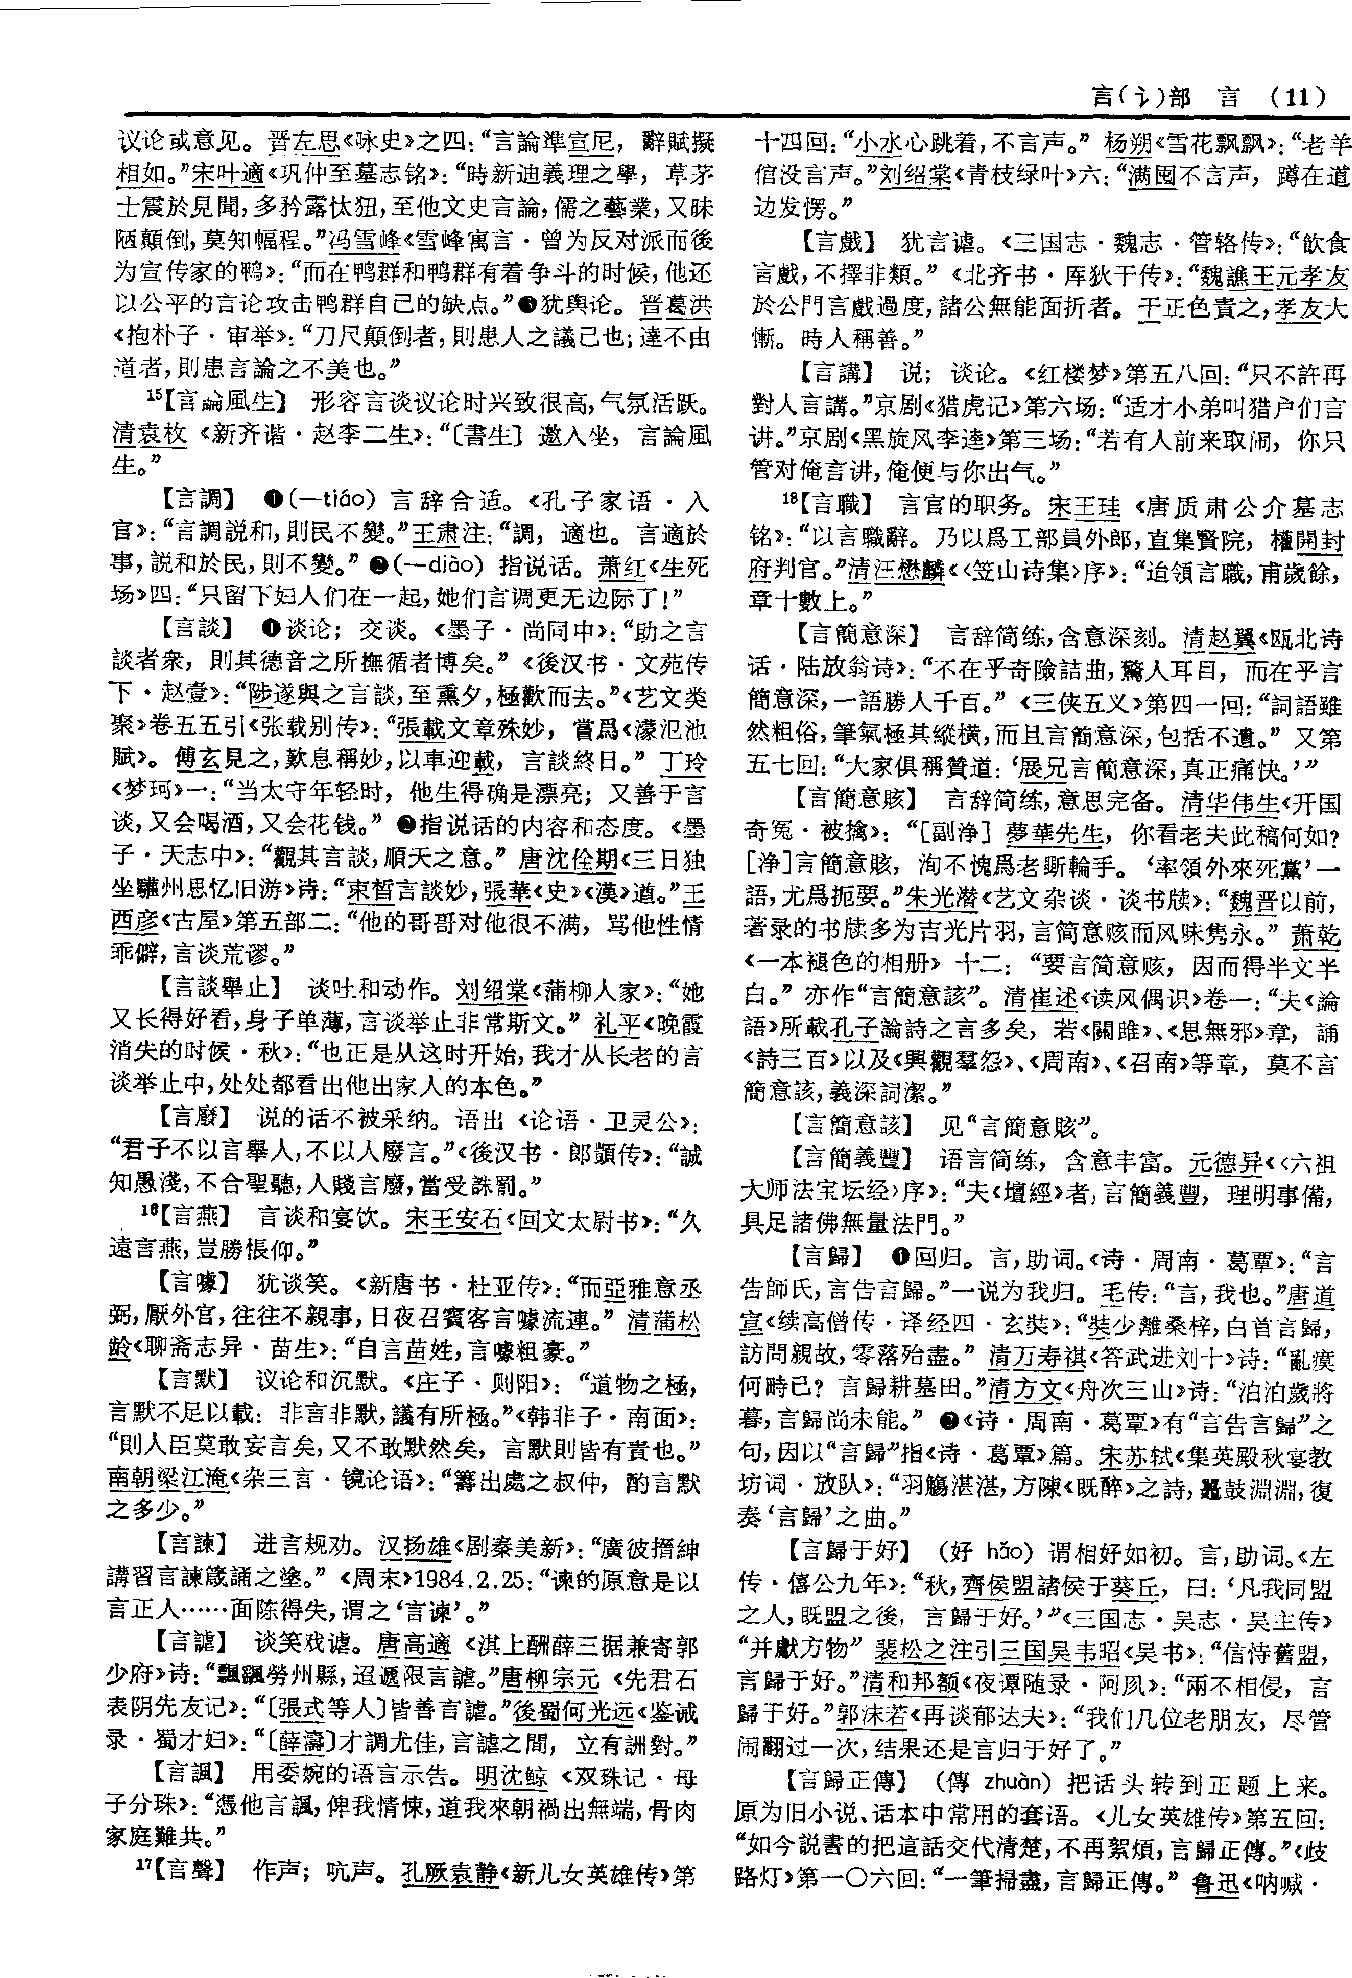 言(讠)部 言 (11)
议论或意见。晋左思《咏史》之四：“言論準宣尼，辭賦擬
相如。”宋叶適《巩仲至墓志铭》：“時新迪義理之學，草茅
士震於見聞，多矜露忕狃，至他文史言論，儒之藝業，又昧
陋顛倒，莫知幅程。”冯雪峰《雪峰寓言·曾为反对派而後
为宣传家的鸭》：“而在鸭群和鸭群有着争斗的时候，他还
以公平的言论攻击鸭群自己的缺点。”❸犹舆论。晋葛洪
《抱朴子·审举》：“刀尺顛倒者，則患人之議己也；達不由
道者，則患言論之不美也。”
15【言論風生】 形容言谈议论时兴致很高，气氛活跃。
清袁枚《新齐谐·赵李二生》：“〔書生〕邀入坐，言論風
生。”
【言調】 ❶(—tiáo) 言辞合适。《孔子家语·入
官》：“言調説和，則民不變。”王肃注：“調，適也。言適於
事，説和於民，則不變。”❷(—diào) 指说话。萧红《生死
场》四：“只留下妇人们在一起，她们言调更无边际了！”
【言談】 ❶谈论；交谈。《墨子·尚同中》：“助之言
談者衆，則其德音之所撫循者博矣。”《後汉书·文苑传
下·赵壹》：“陟遂與之言談，至熏夕，極歡而去。”《艺文类
聚》卷五五引《张载别传》：“張載文章殊妙，嘗爲《濛汜池
賦》。傅玄見之，歎息稱妙，以車迎載，言談終日。”丁玲
《梦珂》一：“当太守年轻时，他生得确是漂亮；又善于言
谈，又会喝酒，又会花钱。”❷指说话的内容和态度。《墨
子·天志中》：“觀其言談，順天之意。”唐沈佺期《三日独
坐驩州思忆旧游》诗：“束晳言談妙，張華《史》《漢》遒。”王
西彦《古屋》第五部二：“他的哥哥对他很不满，骂他性情
乖僻，言谈荒谬。”
【言談舉止】 谈吐和动作。刘绍棠《蒲柳人家》：“她
又长得好看，身子单薄，言谈举止非常斯文。”礼平《晚霞
消失的时候·秋》：“也正是从这时开始，我才从长老的言
谈举止中，处处都看出他出家人的本色。”
【言廢】 说的话不被采纳。语出《论语·卫灵公》：
“君子不以言舉人，不以人廢言。”《後汉书·郎顗传》：“誠
知愚淺，不合聖聽，人賤言廢，當受誅罰。”
16【言燕】 言谈和宴饮。宋王安石《回文太尉书》：“久
遠言燕，豈勝悵仰。”
【言噱】 犹谈笑。《新唐书·杜亚传》：“而亞雅意丞
弼，厭外官，往往不親事，日夜召賓客言噱流連。”清蒲松
龄《聊斋志异·苗生》：“自言苗姓，言噱粗豪。”
【言默】 议论和沉默。《庄子·则阳》：“道物之極，
言默不足以載：非言非默，議有所極。”《韩非子·南面》：
“則人臣莫敢妄言矣，又不敢默然矣，言默則皆有責也。”
南朝梁江淹《杂三言·镜论语》：“籌出處之叔仲，酌言默
之多少。”
【言諫】 进言规劝。汉扬雄《剧秦美新》：“廣彼搢紳
講習言諫箴誦之塗。”《周末》1984.2.25：“谏的原意是以
言正人……面陈得失，谓之‘言谏’。”
【言謔】 谈笑戏谑。唐高適《淇上酬薛三据兼寄郭
少府》诗：“飄颻勞州縣，迢遞限言謔。”唐柳宗元《先君石
表阴先友记》：“〔張式等人〕皆善言謔。”後蜀何光远《鉴诫
录·蜀才妇》：“〔薛濤〕才調尤佳，言謔之間，立有詶對。”
【言諷】 用委婉的语言示告。明沈鲸《双珠记·母
子分珠》：“憑他言諷，俾我情悚，道我來朝禍出無端，骨肉
家庭難共。”
17【言聲】 作声；吭声。孔厥袁静《新儿女英雄传》第
十四回：“小水心跳着，不言声。”杨朔《雪花飘飘》：“老羊
倌没言声。”刘绍棠《青枝绿叶》六：“满囤不言声，蹲在道
边发愣。”
【言戲】 犹言谑。《三国志·魏志·管辂传》：“飲食
言戲，不擇非類。”《北齐书·厍狄干传》：“魏譙王元孝友
於公門言戲過度，諸公無能面折者。干正色責之，孝友大
慚。時人稱善。”
【言講】 说；谈论。《红楼梦》第五八回：“只不許再
對人言講。”京剧《猎虎记》第六场：“适才小弟叫猎户们言
讲。”京剧《黑旋风李逵》第三场：“若有人前来取闹，你只
管对俺言讲，俺便与你出气。”
18【言職】 言官的职务。宋王珪《唐质肃公介墓志
铭》：“以言職辭。乃以爲工部員外郎，直集賢院，權開封
府判官。”清汪懋麟《〈笠山诗集〉序》：“迨領言職，甫歲餘，
章十數上。”
【言簡意深】 言辞简练，含意深刻。清赵翼《瓯北诗
话·陆放翁诗》：“不在乎奇險詰曲，驚人耳目，而在乎言
簡意深，一語勝人千百。”《三侠五义》第四一回：“詞語雖
然粗俗，筆氣極其縱横，而且言簡意深，包括不遺。”又第
五七回：“大家俱稱贊道：‘展兄言簡意深，真正痛快。’”
【言簡意賅】 言辞简练，意思完备。清华伟生《开国
奇冤·被擒》：“［副净］夢華先生，你看老夫此稿何如？
［净］言簡意賅，洵不愧爲老斲輪手。‘率領外來死黨’一
語，尤爲扼要。”朱光潜《艺文杂谈·谈书牍》：“魏晋以前，
著录的书牍多为吉光片羽，言简意赅而风味隽永。”萧乾
《一本褪色的相册》十二：“要言简意赅，因而得半文半
白。”亦作“言簡意該”。清崔述《读风偶识》卷一：“夫《論
語》所載孔子論詩之言多矣，若《關雎》、《思無邪》章，誦
《詩三百》以及《興觀羣怨》、《周南》、《召南》等章，莫不言
簡意該，義深詞潔。”
【言簡意該】 见“言簡意賅”。
【言簡義豐】 语言简练，含意丰富。元德异《〈六祖
大师法宝坛经〉序》：“夫《壇經》者，言簡義豐，理明事備，
具足諸佛無量法門。”
【言歸】 ❶回归。言，助词。《诗·周南·葛覃》：“言
告師氏，言告言歸。”一说为我归。毛传：“言，我也。”唐道
宣《续高僧传·译经四·玄奘》：“奘少離桑梓，白首言歸，
訪問親故，零落殆盡。”清万寿祺《答武进刘十》诗：“亂瘼
何時已？言歸耕墓田。”清方文《舟次三山》诗：“泊泊歲將
暮，言歸尚未能。”❷《诗·周南·葛覃》有“言告言歸”之
句，因以“言歸”指《诗·葛覃》篇。宋苏轼《集英殿秋宴教
坊词·放队》：“羽觴湛湛，方陳《既醉》之詩，鼉鼓淵淵，復
奏‘言歸’之曲。”
【言歸于好】 (好 hǎo) 谓相好如初。言，助词。《左
传·僖公九年》：“秋，齊侯盟諸侯于葵丘，曰：‘凡我同盟
之人，既盟之後，言歸于好。’”《三国志·吴志·吴主传》
“并獻方物”裴松之注引三国吴韦昭《吴书》：“信恃舊盟，
言歸于好。”清和邦额《夜谭随录·阿凤》：“兩不相侵，言
歸于好。”郭沫若《再谈郁达夫》：“我们几位老朋友，尽管
闹翻过一次，结果还是言归于好了。”
【言歸正傳】 (傳 zhuàn) 把话头转到正题上来。
原为旧小说、话本中常用的套语。《儿女英雄传》第五回：
“如今説書的把這話交代清楚，不再絮煩，言歸正傳。”《歧
路灯》第一〇六回：“一筆掃盡，言歸正傳。”鲁迅《呐喊·